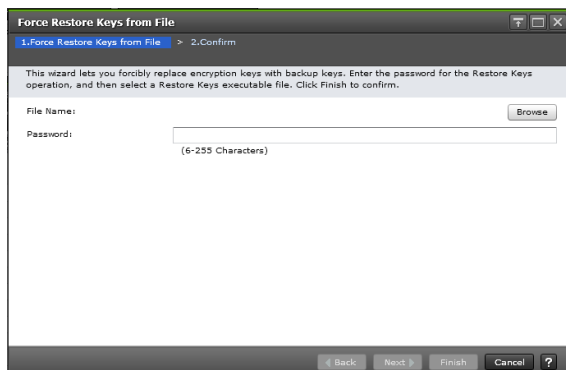 Force Restore Keys from File
1.Force Restore Keys from File > 2.Confirm
This wizard lets you forcibly replace encryption keys with backup keys. Enter the password for the Restore Keys
operation, and then select a Restore Keys executable file. Click Finish to confirm.
File Name:
Browse
Password:
(6-255 Characters)
Back Next Finish Cancel ?